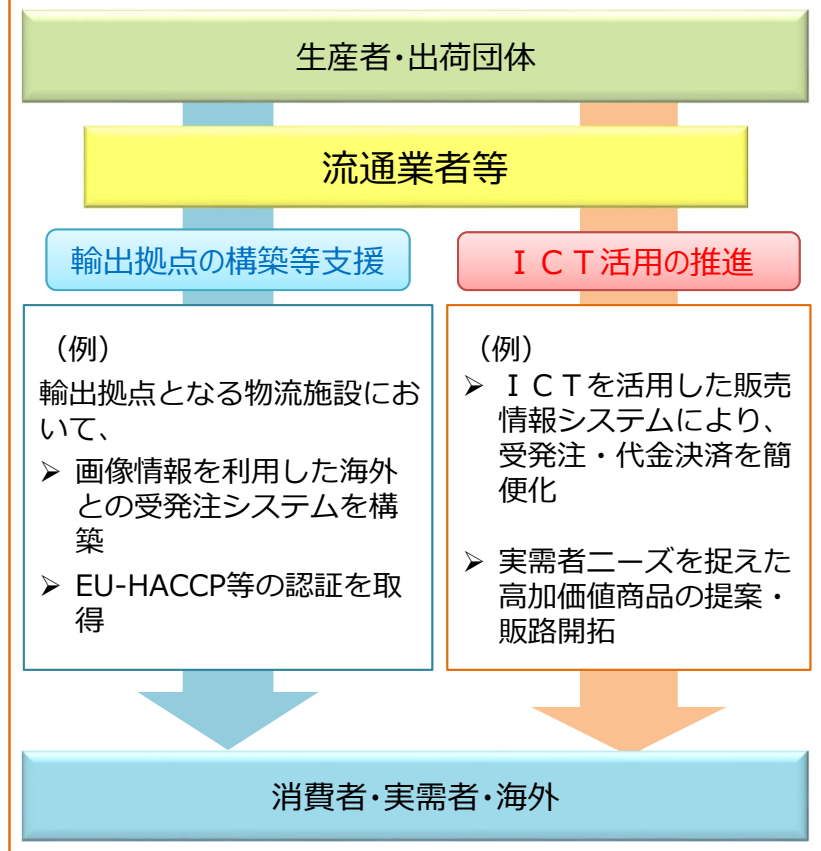 生産者・出荷団体
流通業者等
輸出拠点の構築等支援
（例）
輸出拠点となる物流施設にお
いて、
➢ 画像情報を利用した海外
との受発注システムを構
築
➢ EU-HACCP等の認証を取
得
ＩＣＴ活用の推進
（例）
➢ ＩＣＴを活用した販売
情報システムにより、
受発注・代金決済を簡
便化
➢ 実需者ニーズを捉えた
高加価値商品の提案・
販路開拓
消費者・実需者・海外